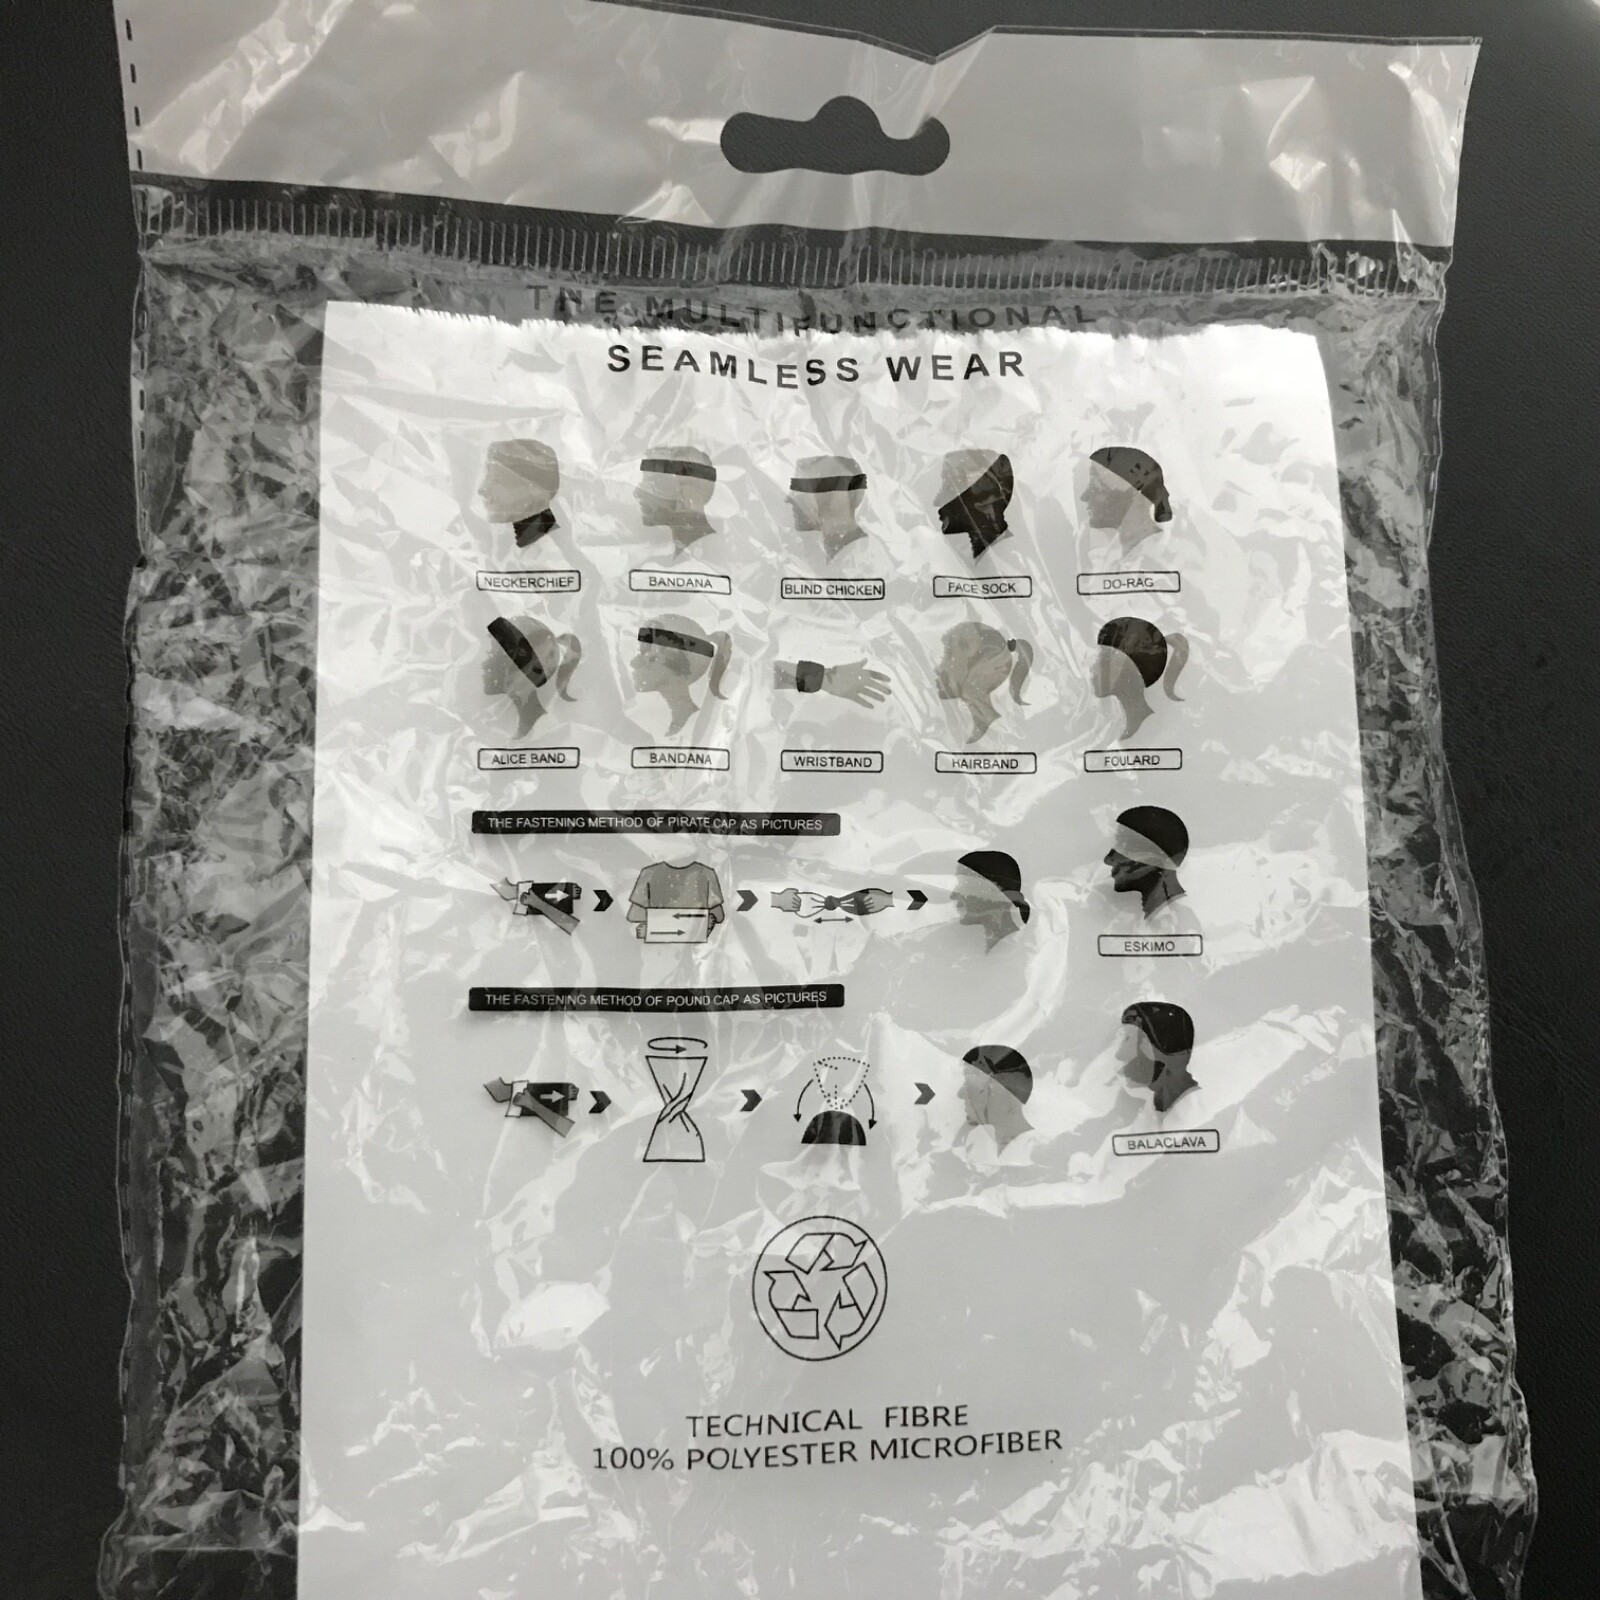 THE MULTIFUNCTIONAL
SEAMLESS WEAR
NECKERCHIEF
BANDANA
BLIND CHICKEN
FACE SOCK
DO-RAG
ALICE BAND
BANDANA
WRISTBAND
HAIRBAND
FOULARD
THE FASTENING METHOD OF PIRATE CAP AS PICTURES
ESKIMO
THE FASTENING METHOD OF POUND CAP AS PICTURES
BALACLAVA
TECHNICAL FIBRE
100% POLYESTER MICROFIBER